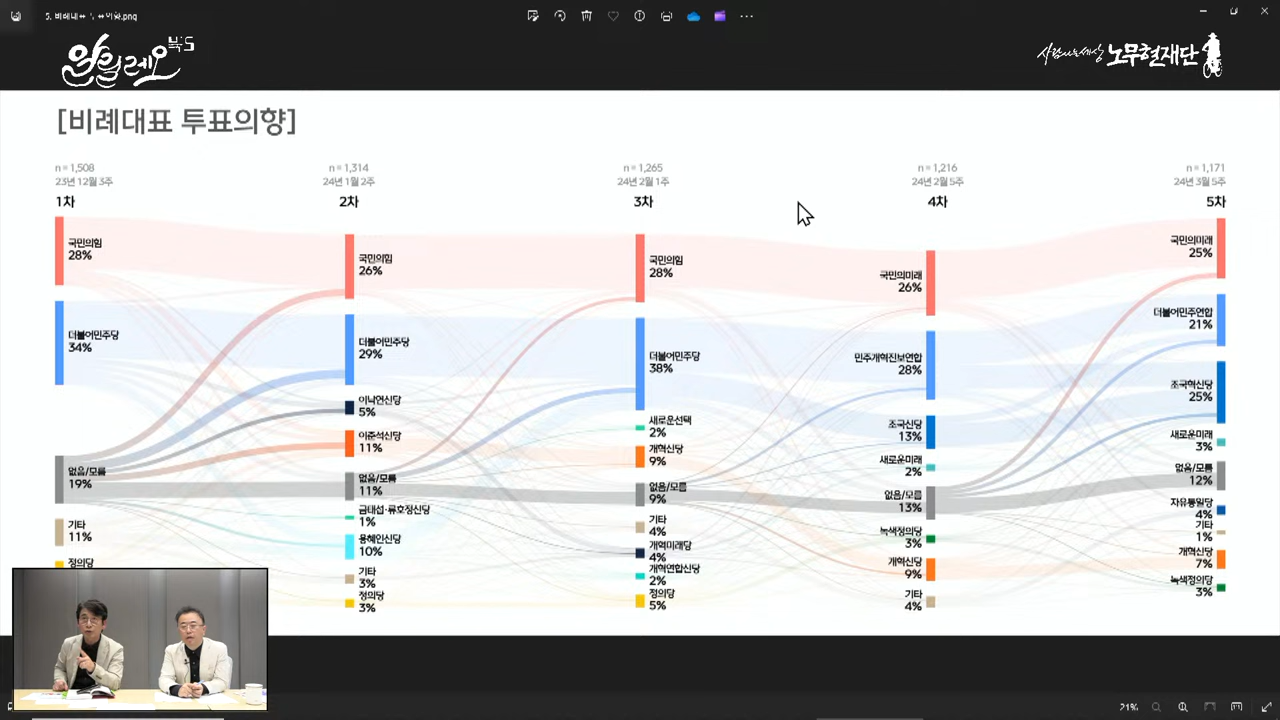 알릴레오 북's
사람사는세상 노무현재단
[비례대표 투표의향]
n = 1,508
23년 12월 3주
1차
국민의힘
28%
더불어민주당
34%
없음/모름
19%
기타
11%
정의당
n = 1,314
24년 1월 2주
2차
국민의힘
26%
더불어민주당
29%
이낙연신당
5%
이준석신당
11%
없음/모름
11%
금태섭·류호정신당
1%
용혜인신당
10%
기타
3%
정의당
3%
n = 1,265
24년 2월 1주
3차
국민의힘
28%
더불어민주당
38%
새로운선택
2%
개혁신당
9%
없음/모름
9%
기타
4%
개혁미래당
4%
개혁연합신당
2%
정의당
5%
n = 1,216
24년 2월 5주
4차
국민의미래
26%
민주개혁진보연합
28%
조국신당
13%
새로운미래
2%
없음/모름
13%
녹색정의당
3%
개혁신당
9%
기타
4%
n = 1,171
24년 3월 5주
5차
국민의미래
25%
더불어민주연합
21%
조국혁신당
25%
새로운미래
3%
없음/모름
12%
자유통일당
4%
기타
1%
개혁신당
7%
녹색정의당
3%
21%